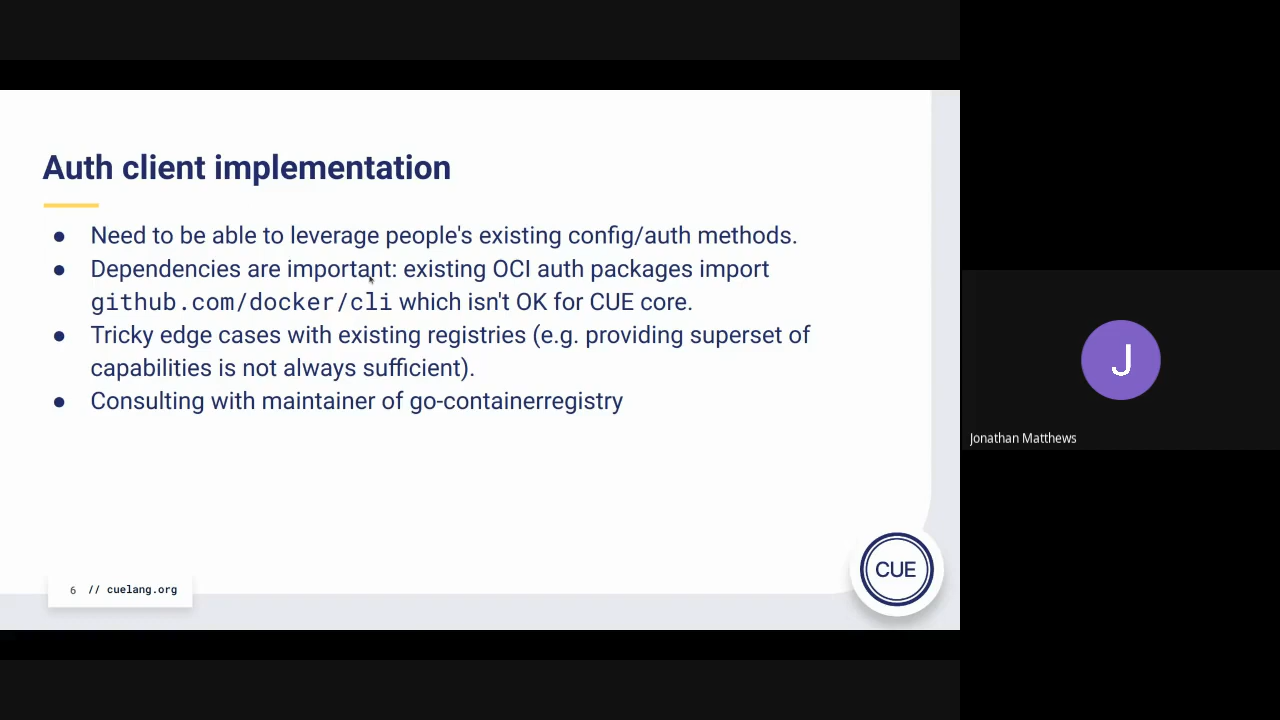 Auth client implementation
● Need to be able to leverage people's existing config/auth methods.
● Dependencies are important: existing OCI auth packages import
github.com/docker/cli which isn't OK for CUE core.
● Tricky edge cases with existing registries (e.g. providing superset of
capabilities is not always sufficient).
● Consulting with maintainer of go-containerregistry
6 // cuelang.org
CUE
J
Jonathan Matthews